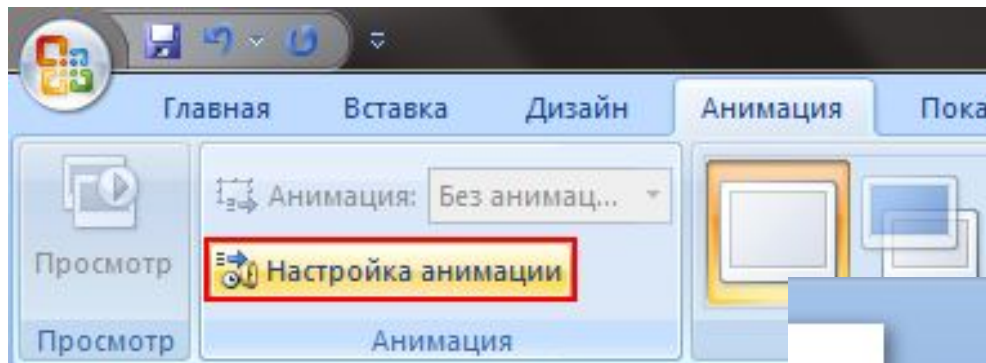 Главная Вставка Дизайн Анимация Пока
Анимация: Без анимац...
Просмотр Настройка анимации
Просмотр Анимация